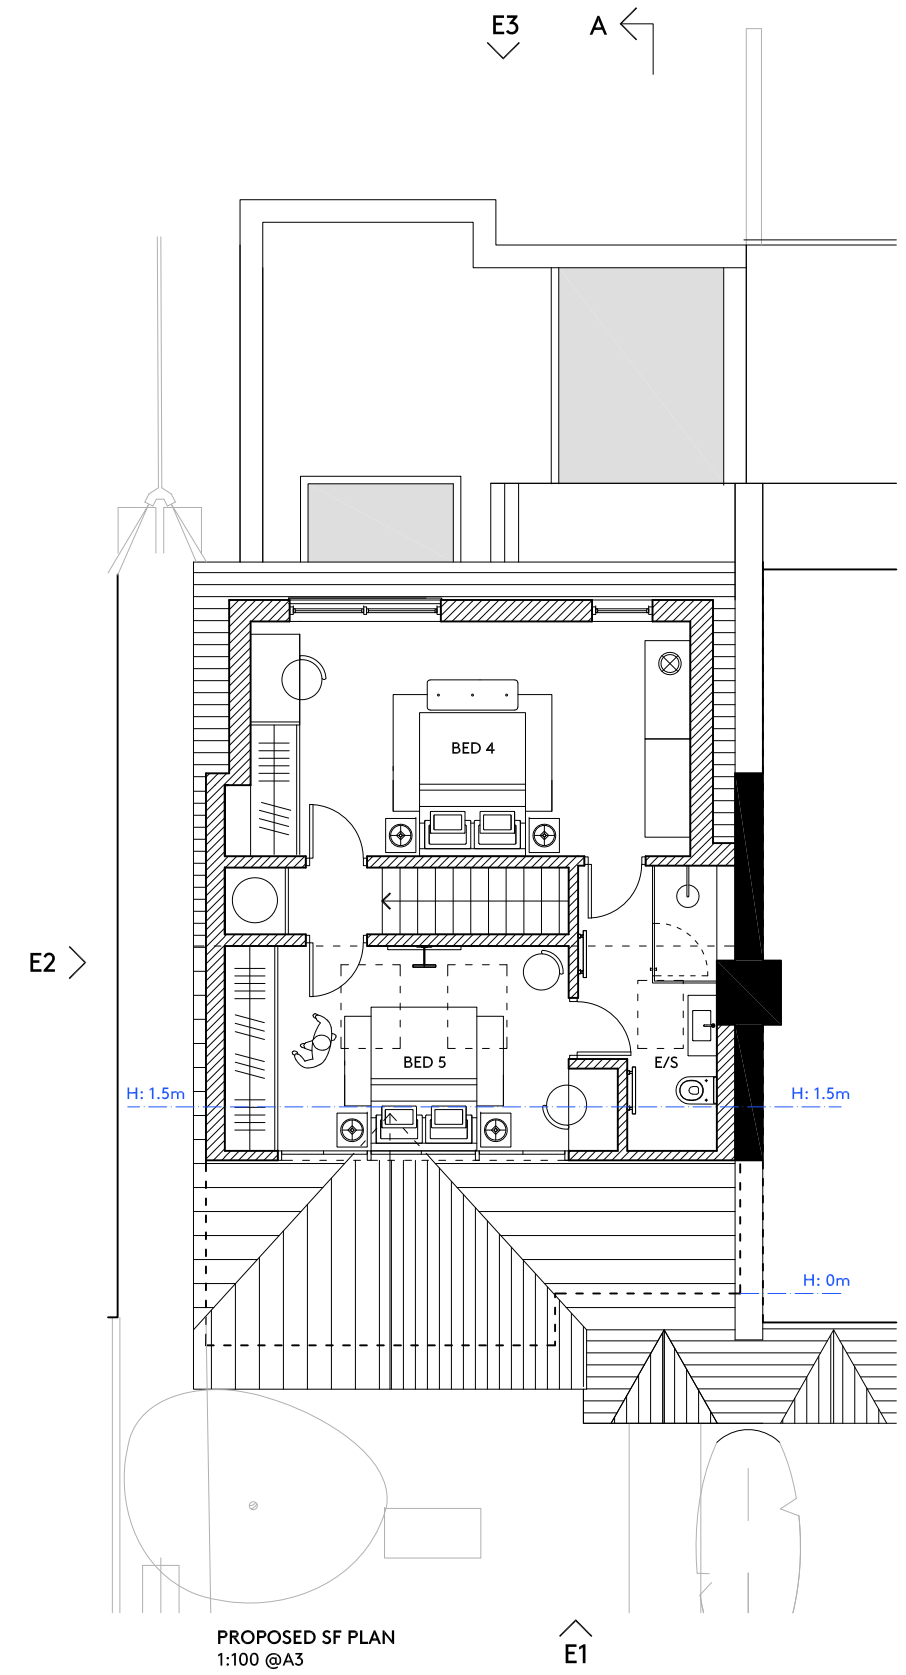 E3
A
BED 4
E2
BED 5
E/S
H: 1.5m
H: 1.5m
H: 0m
PROPOSED SF PLAN
1:100 @A3
E1